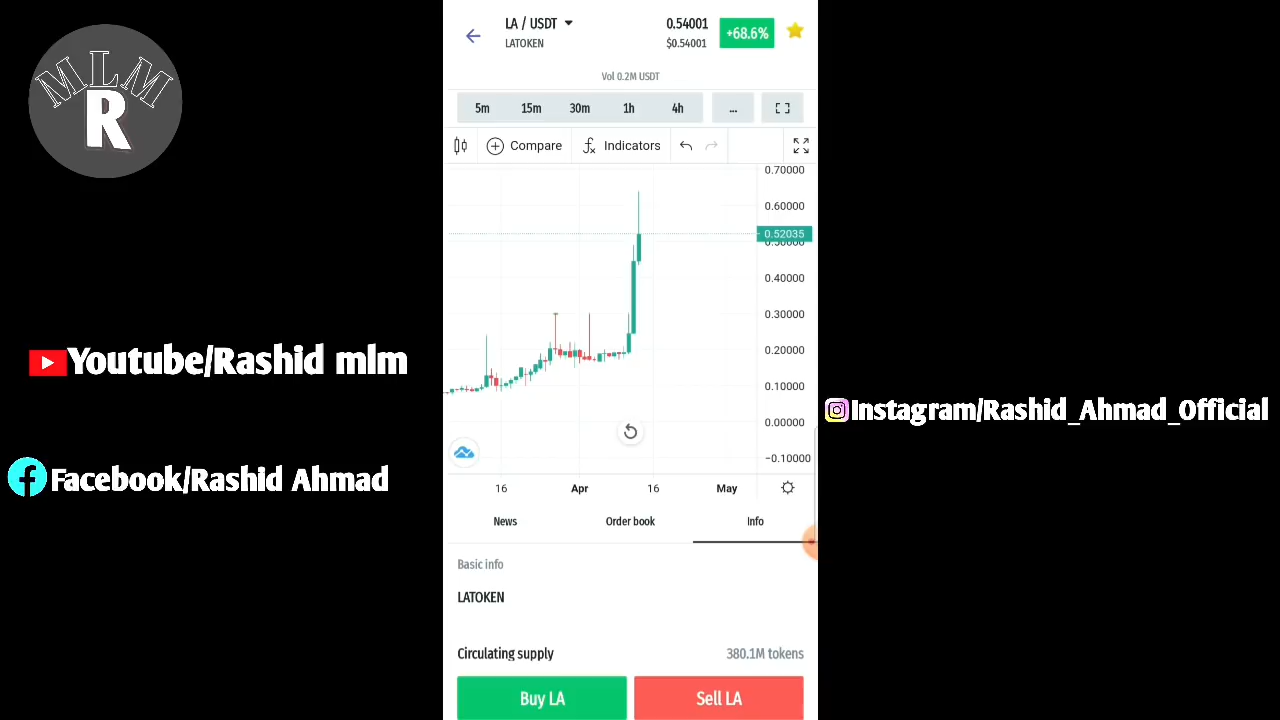 MLM
R
Youtube/Rashid mlm
Facebook/Rashid Ahmad
Instagram/Rashid_Ahmad_Official
LA / USDT
LATOKEN
0.54001
$0.54001
+68.6%
Vol 0.2M USDT
5m 15m 30m 1h 4h ...
Compare Indicators
0.70000
0.60000
0.52035
0.50000
0.40000
0.30000
0.20000
0.10000
0.00000
-0.10000
16 Apr 16 May
News Order book Info
Basic info
LATOKEN
Circulating supply 380.1M tokens
Buy LA Sell LA